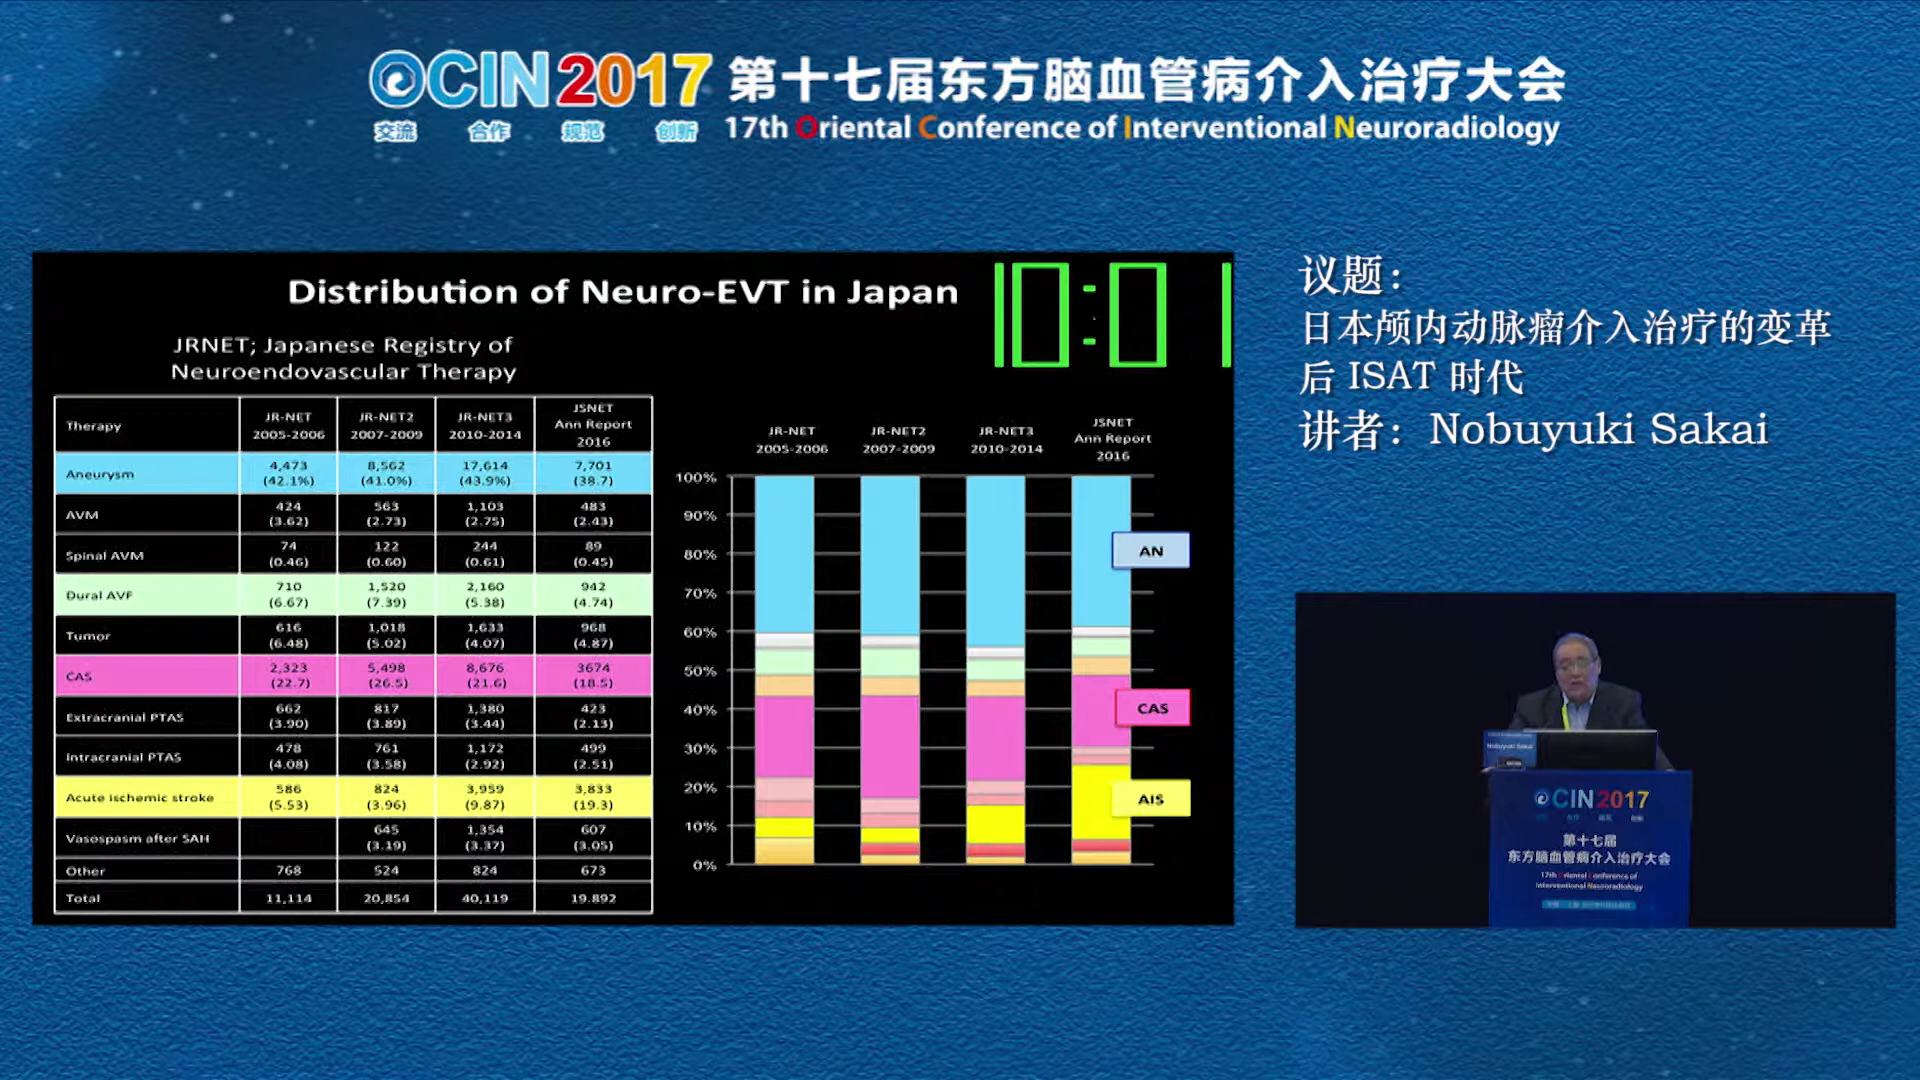 OCIN 2017 第十七届东方脑血管病介入治疗大会
交流 合作 规范 创新 17th Oriental Conference of Interventional Neuroradiology
Distribution of Neuro-EVT in Japan
10:01
JRNET; Japanese Registry of
Neuroendovascular Therapy
Therapy JR-NET 2005-2006 JR-NET2 2007-2009 JR-NET3 2010-2014 JSNET Ann Report 2016
Aneurysm 4,473 (42.1%) 8,562 (41.0%) 17,614 (43.9%) 7,701 (38.7)
AVM 424 (3.62) 563 (2.73) 1,103 (2.75) 483 (2.43)
Spinal AVM 74 (0.46) 122 (0.60) 244 (0.61) 89 (0.45)
Dural AVF 710 (6.67) 1,520 (7.39) 2,160 (5.38) 942 (4.74)
Tumor 616 (6.48) 1,018 (5.02) 1,633 (4.07) 968 (4.87)
CAS 2,323 (22.7) 5,498 (26.5) 8,676 (21.6) 3674 (18.5)
Extracranial PTAS 662 (3.90) 817 (3.89) 1,380 (3.44) 423 (2.13)
Intracranial PTAS 478 (4.08) 761 (3.58) 1,172 (2.92) 499 (2.51)
Acute ischemic stroke 586 (5.53) 824 (3.96) 3,959 (9.87) 3,833 (19.3)
Vasospasm after SAH 645 (3.19) 1,354 (3.37) 607 (3.05)
Other 768 524 824 673
Total 11,114 20,854 40,119 19.892
JR-NET 2005-2006 JR-NET2 2007-2009 JR-NET3 2010-2014 JSNET Ann Report 2016
100%
90%
80%
70%
60%
50%
40%
30%
20%
10%
0%
AN
CAS
AIS
议题：
日本颅内动脉瘤介入治疗的变革
后 ISAT 时代
讲者：Nobuyuki Sakai
Nobuyuki Sakai
OCIN 2017
第十七届
东方脑血管病介入治疗大会
17th Oriental Conference of
Interventional Neuroradiology